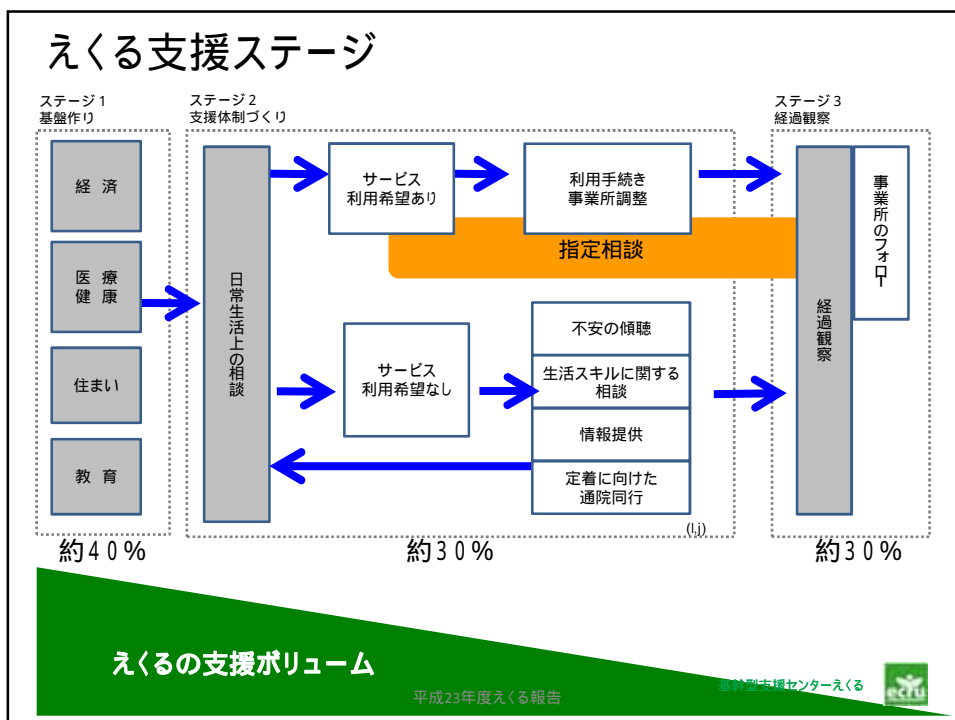 えくる支援ステージ
ステージ1
基盤作り
経 済
医 療
健 康
住まい
教 育
約40%
ステージ2
支援体制づくり
日常生活上の相談
サービス
利用希望あり
利用手続き
事業所調整
指定相談
サービス
利用希望なし
不安の傾聴
生活スキルに関する
相談
情報提供
定着に向けた
通院同行
(I,j)
約30%
ステージ3
経過観察
経過観察
事業所のフォロー
約30%
えくるの支援ボリューム
平成23年度えくる報告
基幹型支援センターえくる
ecru